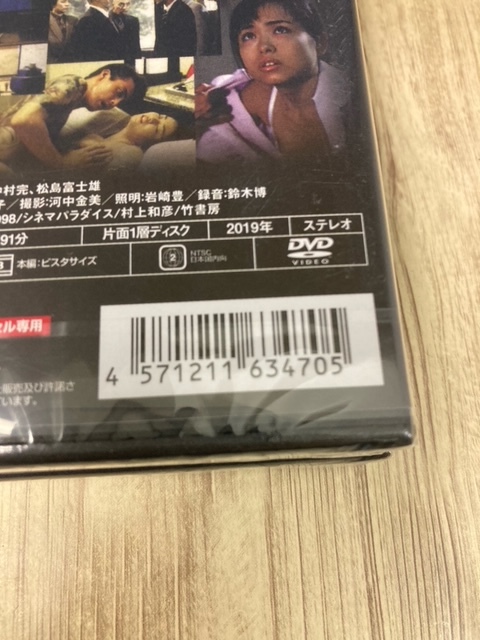 村完、松島富士雄
子／撮影:河中金美／照明:岩崎豊／録音:鈴木博
98/シネマパラダイス/村上和彦/竹書房
91分 片面1層ディスク 2019年 ステレオ
本編:ビスタサイズ 2 NTSC 日本国内向 DVD VIDEO
セル専用
4 571211 634705
販売及び許諾さ
ています。